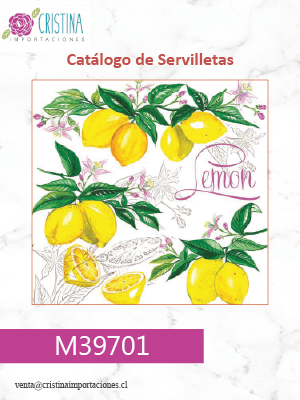 CRISTINA
IMPORTACIONES
Catálogo de Servilletas
Lemon
M39701
venta@cristinaimportaciones.cl